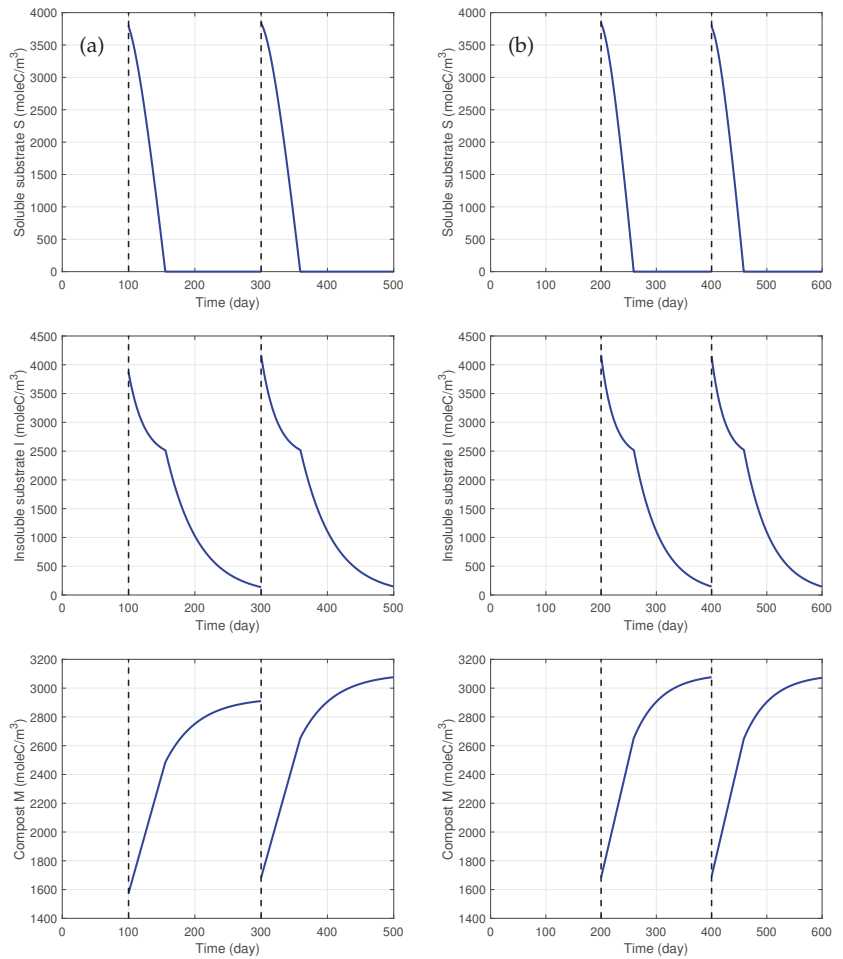 (a)
Soluble substrate S (moleC/m³)
4000
3500
3000
2500
2000
1500
1000
500
0
0 100 200 300 400 500
Time (day)
(b)
Soluble substrate S (moleC/m³)
4000
3500
3000
2500
2000
1500
1000
500
0
0 100 200 300 400 500 600
Time (day)
Insoluble substrate I (moleC/m³)
4500
4000
3500
3000
2500
2000
1500
1000
500
0
0 100 200 300 400 500
Time (day)
Insoluble substrate I (moleC/m³)
4500
4000
3500
3000
2500
2000
1500
1000
500
0
0 100 200 300 400 500 600
Time (day)
Compost M (moleC/m³)
3200
3000
2800
2600
2400
2200
2000
1800
1600
1400
0 100 200 300 400 500
Time (day)
Compost M (moleC/m³)
3200
3000
2800
2600
2400
2200
2000
1800
1600
1400
0 100 200 300 400 500 600
Time (day)